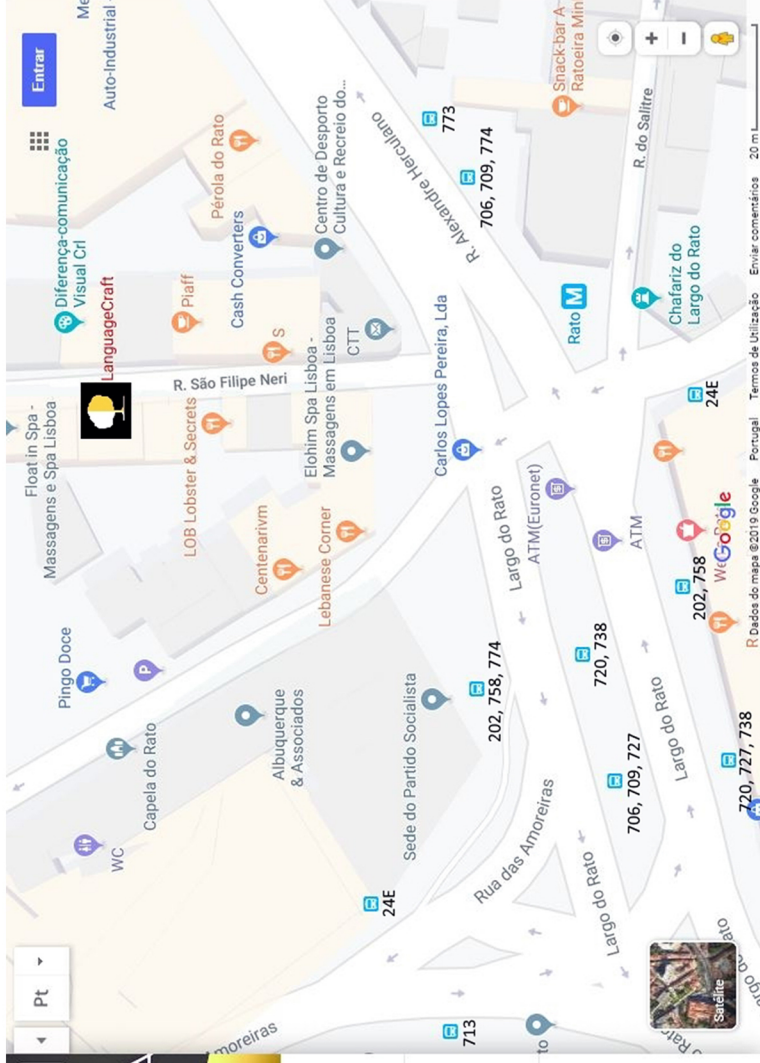 Pt
Entrar
Float in Spa -
Massagens e Spa Lisboa
Pingo Doce
Diferença-comunicação
Visual Crl
Auto-Industrial
Me
LanguageCraft
WC
Capela do Rato
Piaff
Pérola do Rato
R. São Filipe Neri
LOB Lobster & Secrets
Cash Converters
moreiras
Albuquerque
& Associados
Centenarivm
S
Elohim Spa Lisboa -
Massagens em Lisboa
Lebanese Corner
CTT
Centro de Desporto
Cultura e Recreio do...
24E
Sede do Partido Socialista
Carlos Lopes Pereira, Lda
R. Alexandre Herculano
773
713
202, 758, 774
706, 709, 774
Rua das Amoreiras
Largo do Rato
ATM(Euronet)
Snack-bar A
Ratoeira Min
Rato
M
720, 738
ATM
Largo do Rato
706, 709, 727
R. do Salitre
Largo do Rato
Chafariz do
Largo do Rato
202, 758
24E
We
Google
720, 727, 738
Satélite
Dados do mapa ©2019 Google Portugal Termos de Utilização Enviar comentários 20 m